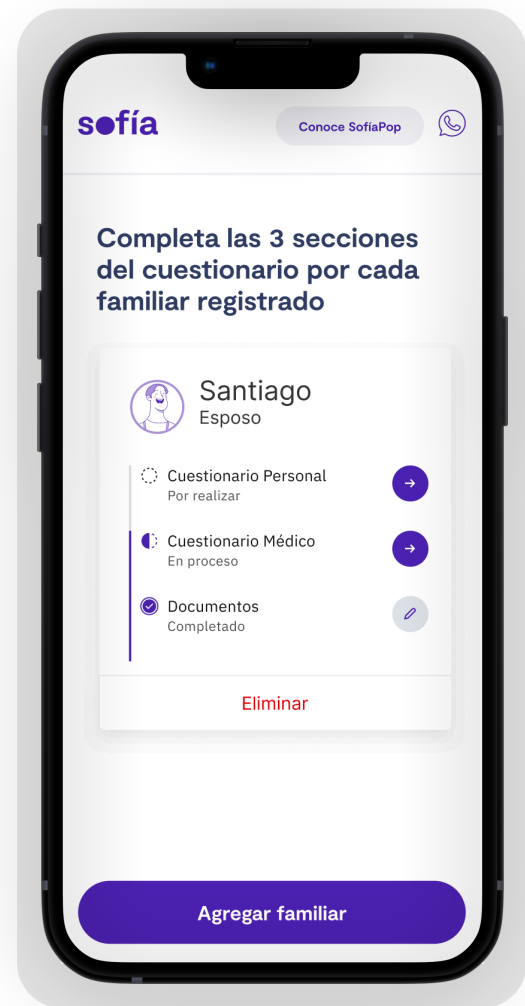 sofía
Conoce SofíaPop
Completa las 3 secciones
del cuestionario por cada
familiar registrado
Santiago
Esposo
Cuestionario Personal
Por realizar
Cuestionario Médico
En proceso
Documentos
Completado
Eliminar
Agregar familiar